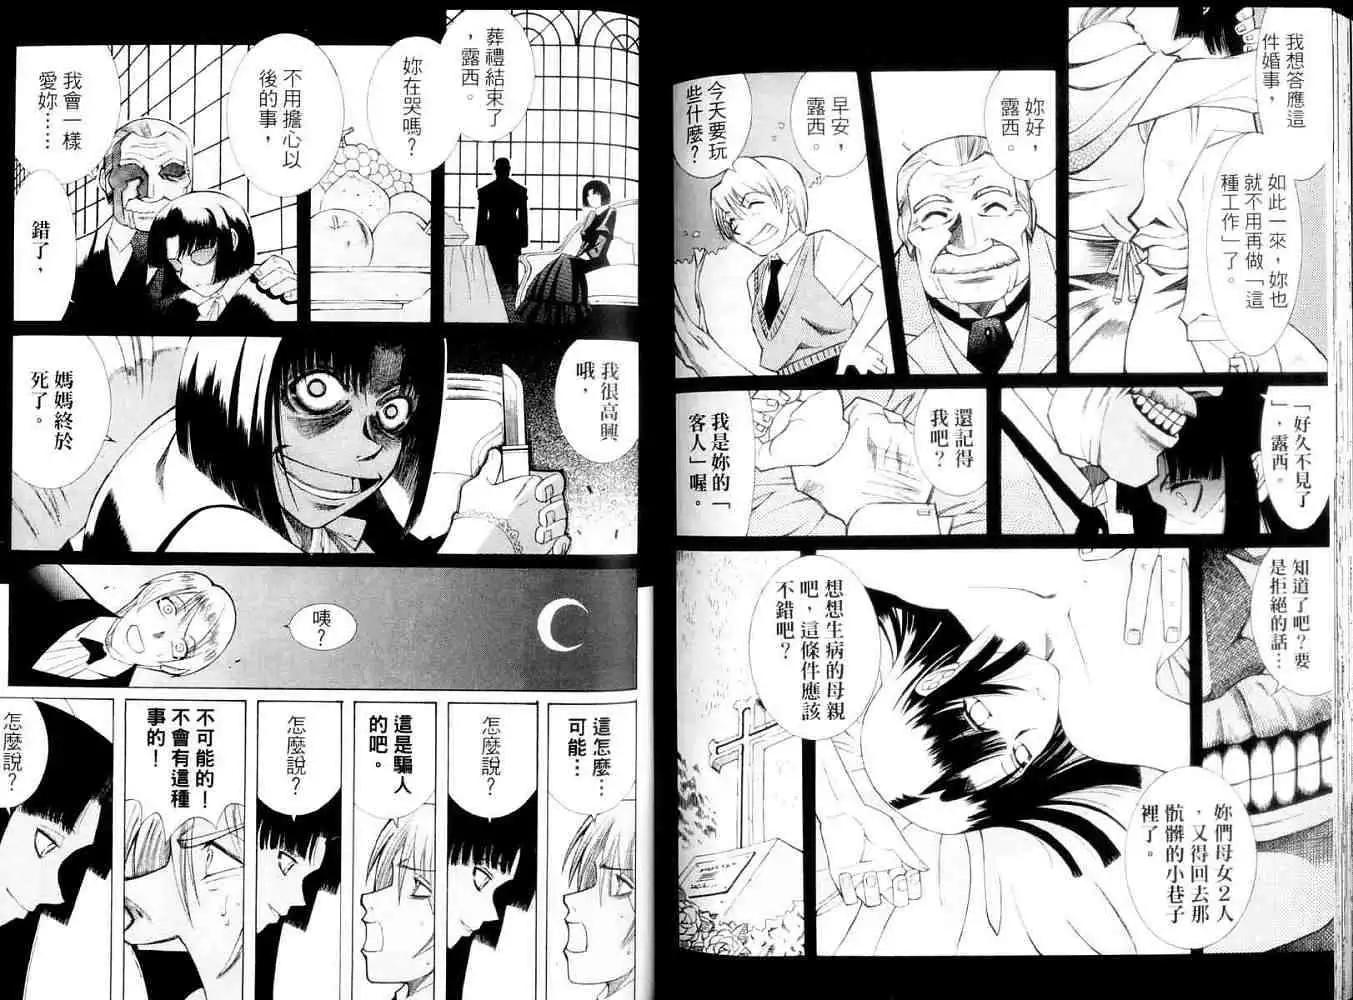 我想答應這
件婚事，
如此一來，妳也
就不用再做「這
種工作」了。
妳好，
露西。
早安，
露西。
今天要玩
些什麼？
「好久不見了
」，露西。
還記得
我吧？
我是妳的「
客人」喔。
知道了吧？要
是拒絕的話…
妳們母女２人
，又得回去那
骯髒的小巷子
裡了。
想想生病的母親
吧，這條件應該
不錯吧？
葬禮結束了
，露西。
妳在哭嗎？
不用擔心以
後的事，
我會一樣
愛妳……
錯了，
我很高興
哦，
媽媽終於
死了。
咦？
這怎麼…
可能…
怎麼說？
這是騙人
的吧。
怎麼說？
不可能的！
不會有這種
事的！
怎麼說？